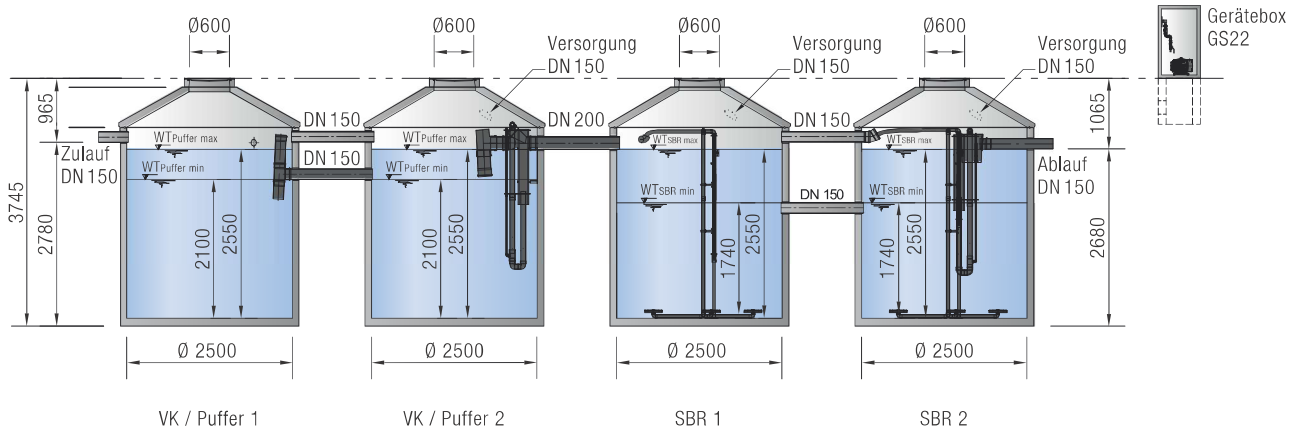 Ø600
Ø600
Ø600
Ø600
Gerätebox
GS22
Versorgung
DN 150
Versorgung
DN 150
Versorgung
DN 150
965
3745
2780
Zulauf
DN 150
WTPuffer max
WTPuffer min
2100
2550
DN 150
DN 150
WTPuffer max
WTPuffer min
2100
2550
DN 200
WTSBR max
WTSBR min
1740
2550
DN 150
DN 150
WTSBR max
WTSBR min
1740
2550
1065
Ablauf
DN 150
2680
Ø 2500
Ø 2500
Ø 2500
Ø 2500
VK / Puffer 1
VK / Puffer 2
SBR 1
SBR 2